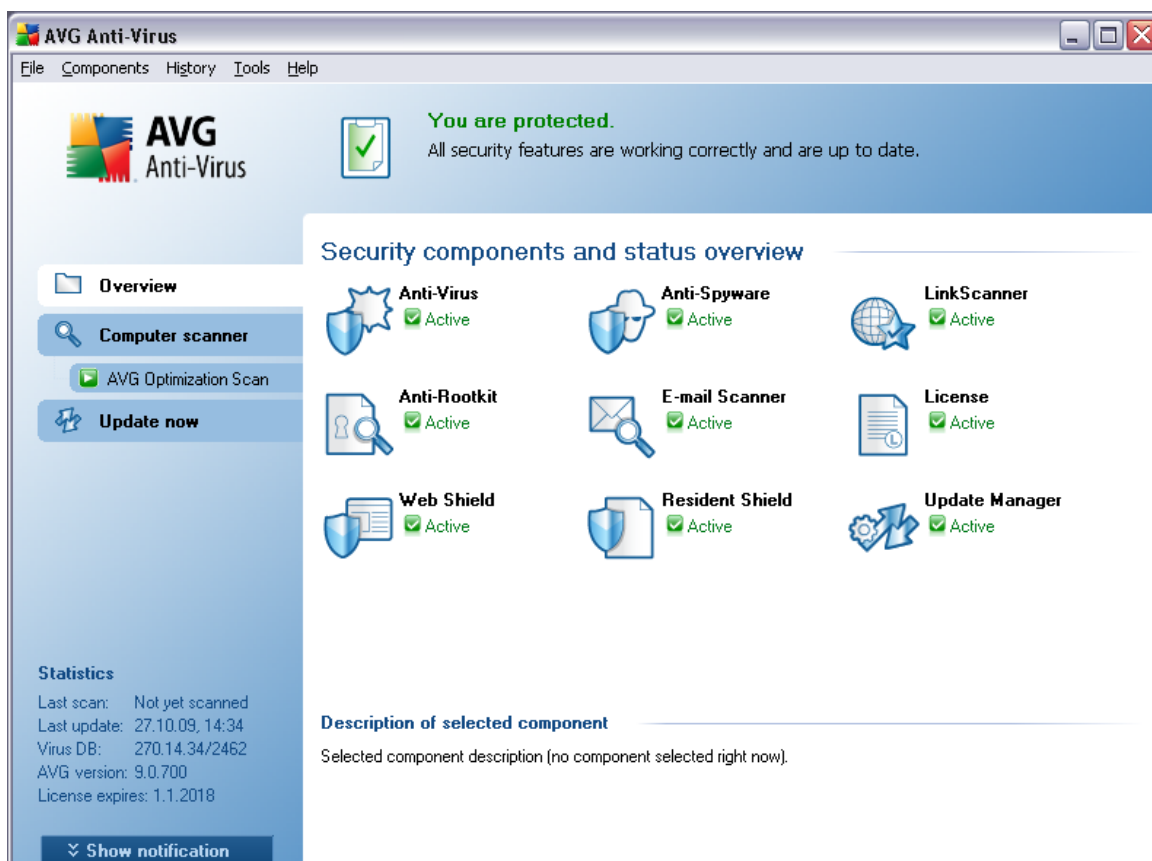 AVG Anti-Virus
File Components History Tools Help
AVG
Anti-Virus
You are protected.
All security features are working correctly and are up to date.
Overview
Computer scanner
AVG Optimization Scan
Update now
Security components and status overview
Anti-Virus
Active
Anti-Spyware
Active
LinkScanner
Active
Anti-Rootkit
Active
E-mail Scanner
Active
License
Active
Web Shield
Active
Resident Shield
Active
Update Manager
Active
Statistics
Last scan: Not yet scanned
Last update: 27.10.09, 14:34
Virus DB: 270.14.34/2462
AVG version: 9.0.700
License expires: 1.1.2018
Show notification
Description of selected component
Selected component description (no component selected right now).